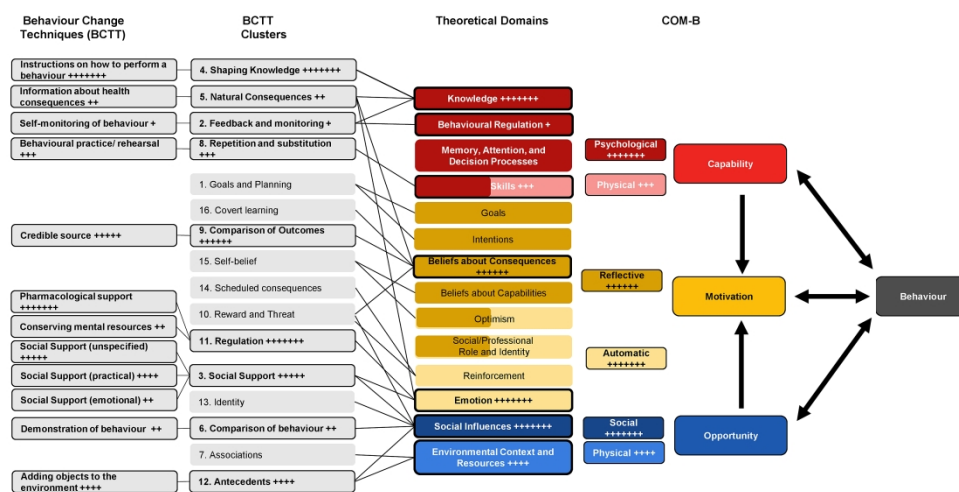 Behaviour Change
Techniques (BCTT)
BCTT
Clusters
Theoretical Domains
COM-B
Instructions on how to perform a
behaviour +++++++
Information about health
consequences ++
Self-monitoring of behaviour +
Behavioural practice/ rehearsal
+++
Credible source +++++
Pharmacological support
+++++++
Conserving mental resources ++
Social Support (unspecified)
+++++
Social Support (practical) ++++
Social Support (emotional) ++
Demonstration of behaviour ++
Adding objects to the
environment ++++
4. Shaping Knowledge +++++++
5. Natural Consequences ++
2. Feedback and monitoring +
8. Repetition and substitution
+++
1. Goals and Planning
16. Covert learning
9. Comparison of Outcomes
++++++
15. Self-belief
14. Scheduled consequences
10. Reward and Threat
11. Regulation +++++++
3. Social Support +++++
13. Identity
6. Comparison of behaviour ++
7. Associations
12. Antecedents ++++
Knowledge +++++++
Behavioural Regulation +
Memory, Attention, and
Decision Processes
Skills +++
Goals
Intentions
Beliefs about Consequences
++++++
Beliefs about Capabilities
Optimism
Social/Professional
Role and Identity
Reinforcement
Emotion +++++++
Social Influences +++++++
Environmental Context and
Resources ++++
Psychological
+++++++
Physical +++
Reflective
++++++
Automatic
+++++++
Social
+++++++
Physical ++++
Capability
Motivation
Opportunity
Behaviour